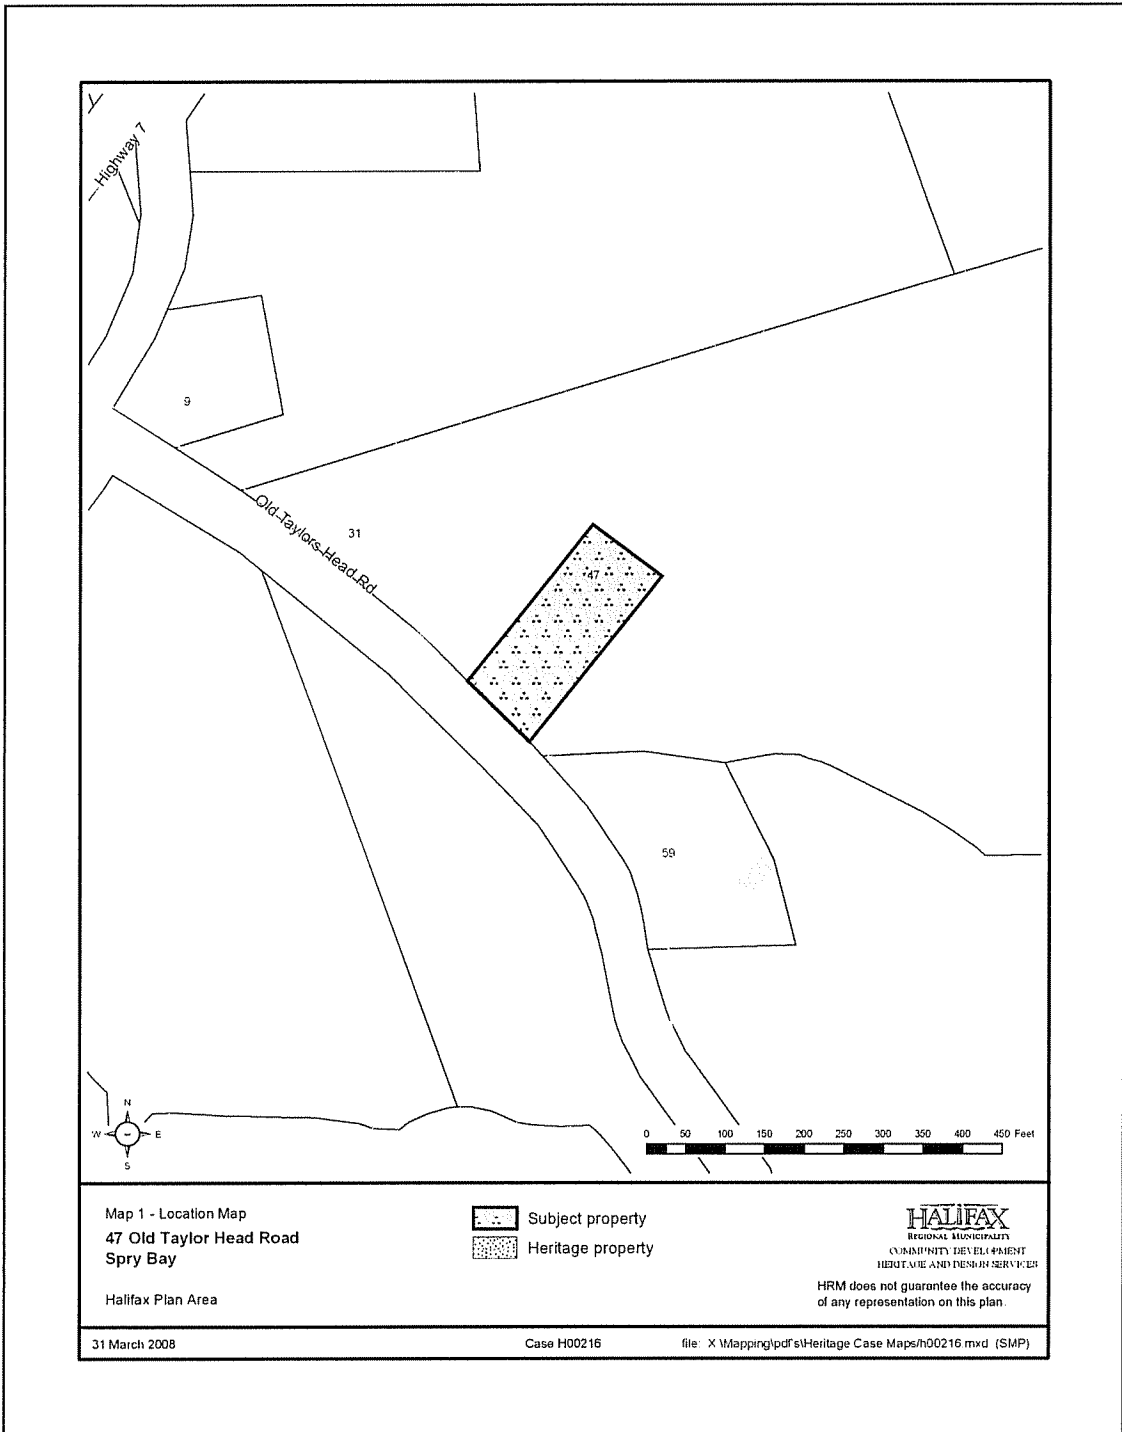 Highway 7
9
Old Taylors Head Rd
31
47
59
N
W E
S
0 50 100 150 200 250 300 350 400 450 Feet
Map 1 - Location Map
47 Old Taylor Head Road
Spry Bay
Halifax Plan Area
Subject property
Heritage property
HALIFAX
REGIONAL MUNICIPALITY
COMMUNITY DEVELOPMENT
HERITAGE AND DESIGN SERVICES
HRM does not guarantee the accuracy
of any representation on this plan.
31 March 2008
Case H00216
file: X:\Mapping\pdf's\Heritage Case Maps/h00216.mxd (SMP)